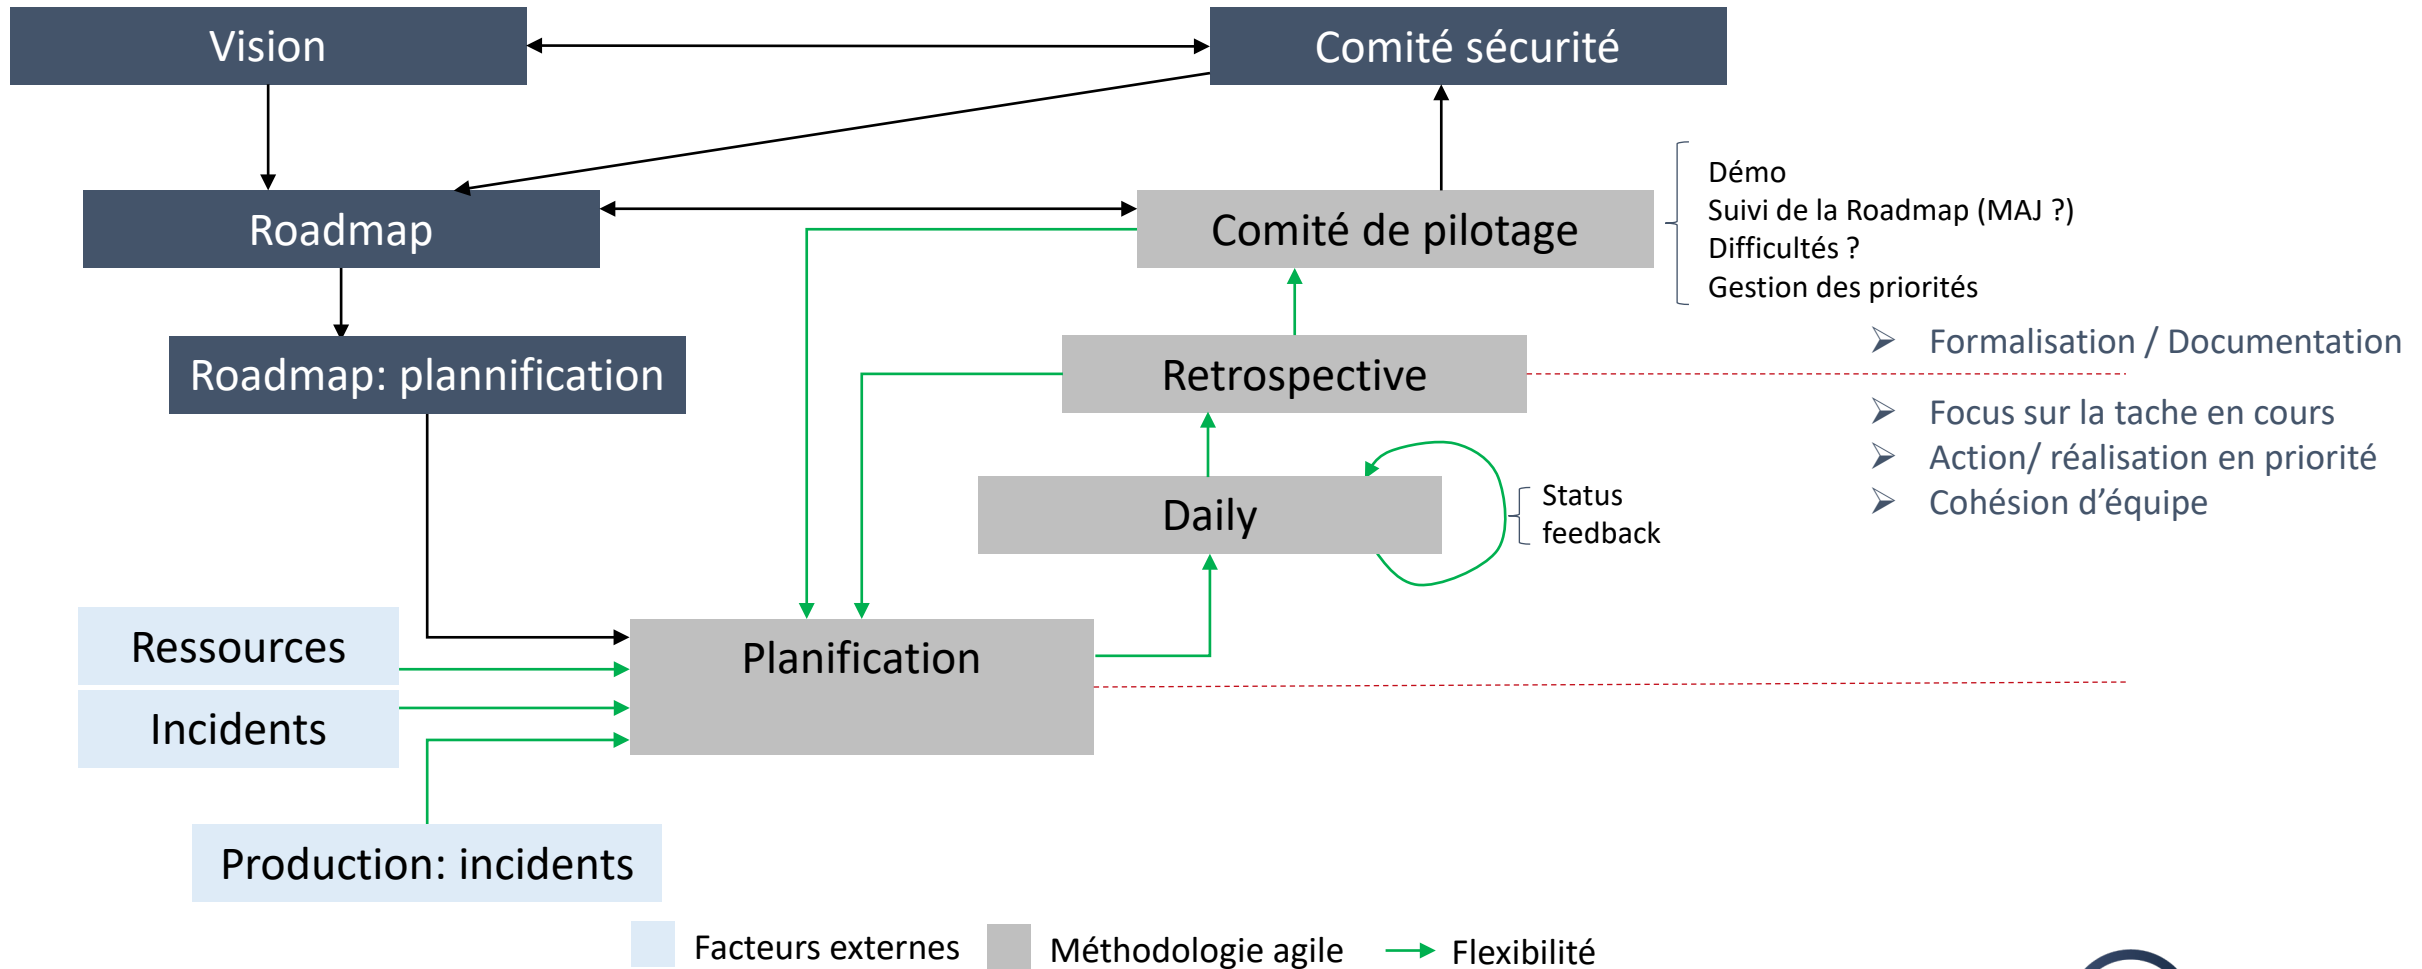 Vision
Comité sécurité
Roadmap
Comité de pilotage
Démo
Suivi de la Roadmap (MAJ ?)
Difficultés ?
Gestion des priorités
Roadmap: plannification
Retrospective
Formalisation / Documentation
Focus sur la tache en cours
Action/ réalisation en priorité
Cohésion d’équipe
Daily
Status
feedback
Ressources
Planification
Incidents
Production: incidents
Facteurs externes
Méthodologie agile
Flexibilité